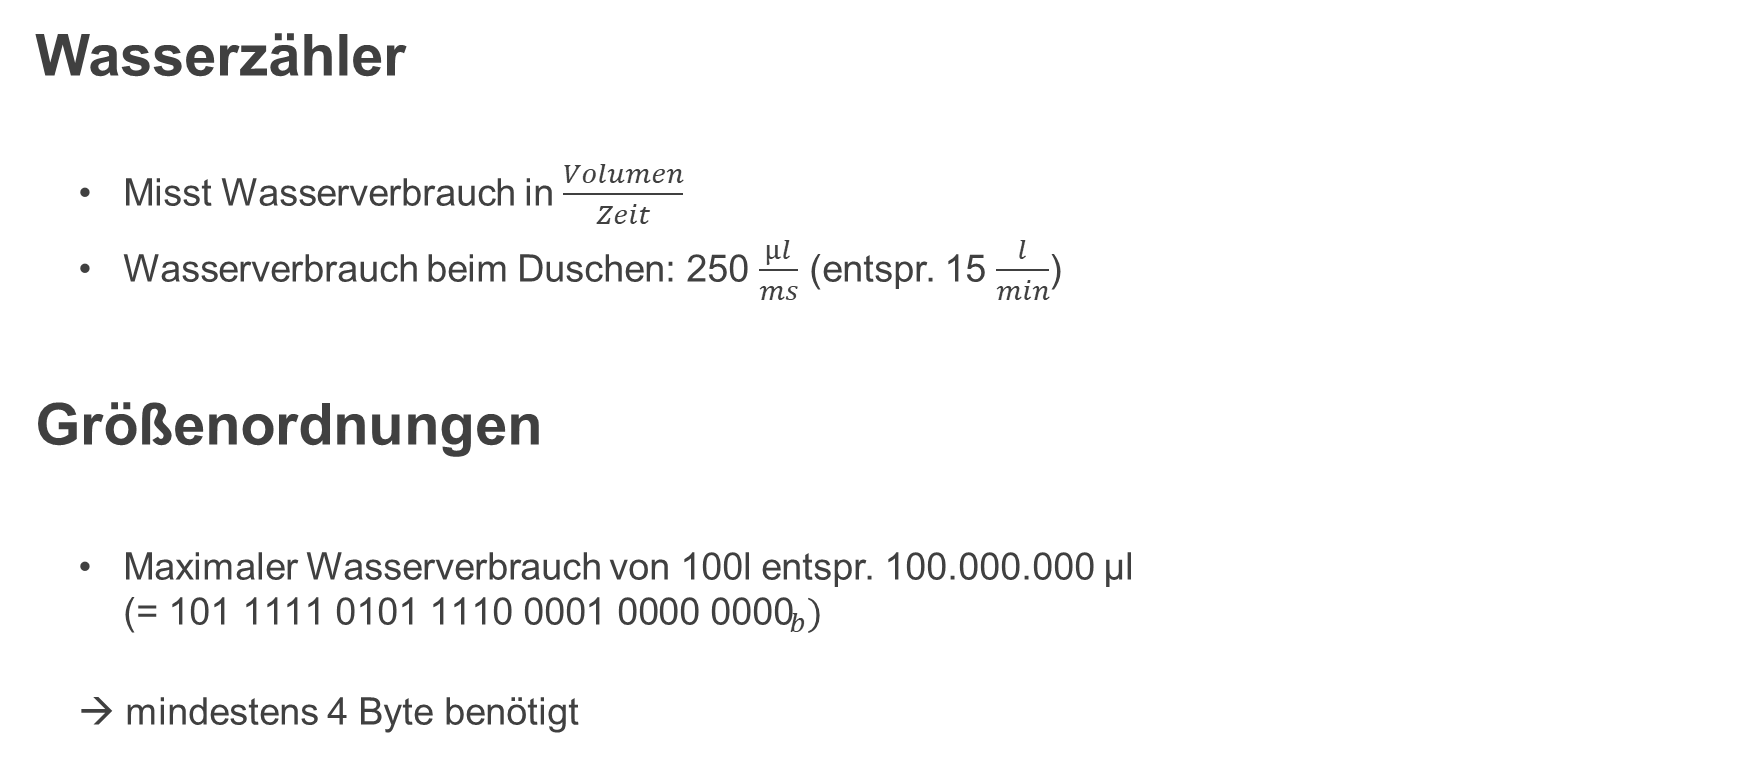 Wasserzähler
• Misst Wasserverbrauch in Volumen/Zeit
• Wasserverbrauch beim Duschen: 250 µl/ms (entspr. 15 l/min)
Größenordnungen
• Maximaler Wasserverbrauch von 100l entspr. 100.000.000 µl
(= 101 1111 0101 1110 0001 0000 0000b)
→ mindestens 4 Byte benötigt